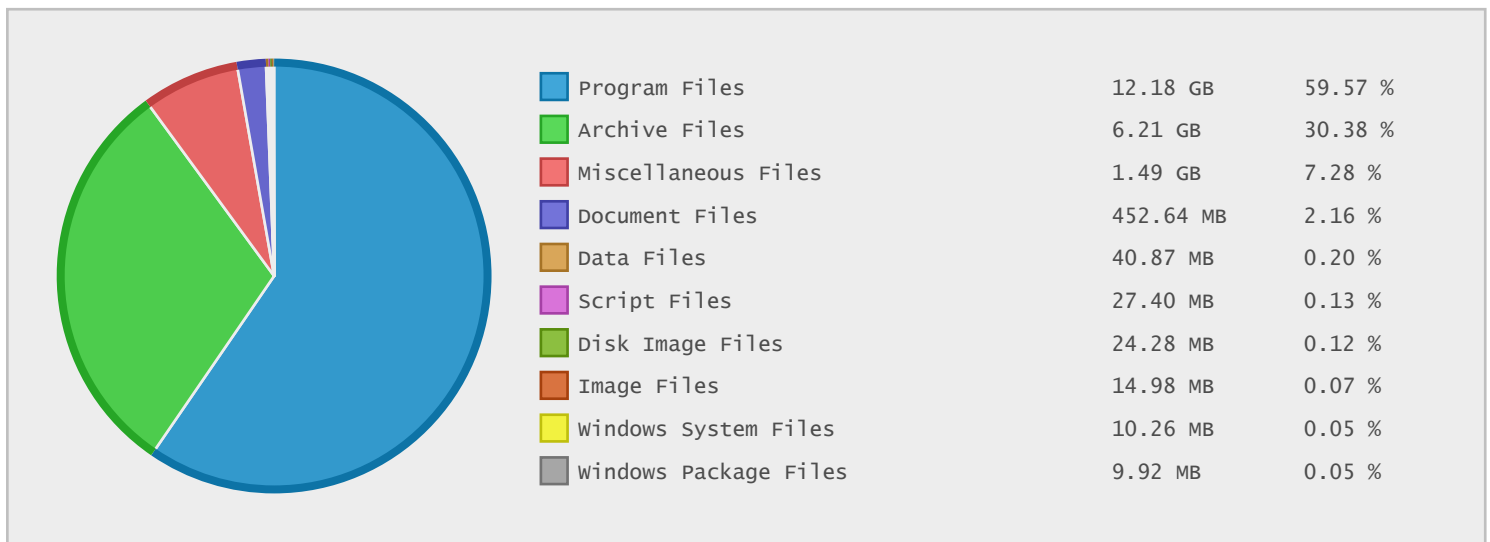 Program Files 12.18 GB 59.57 %
Archive Files 6.21 GB 30.38 %
Miscellaneous Files 1.49 GB 7.28 %
Document Files 452.64 MB 2.16 %
Data Files 40.87 MB 0.20 %
Script Files 27.40 MB 0.13 %
Disk Image Files 24.28 MB 0.12 %
Image Files 14.98 MB 0.07 %
Windows System Files 10.26 MB 0.05 %
Windows Package Files 9.92 MB 0.05 %